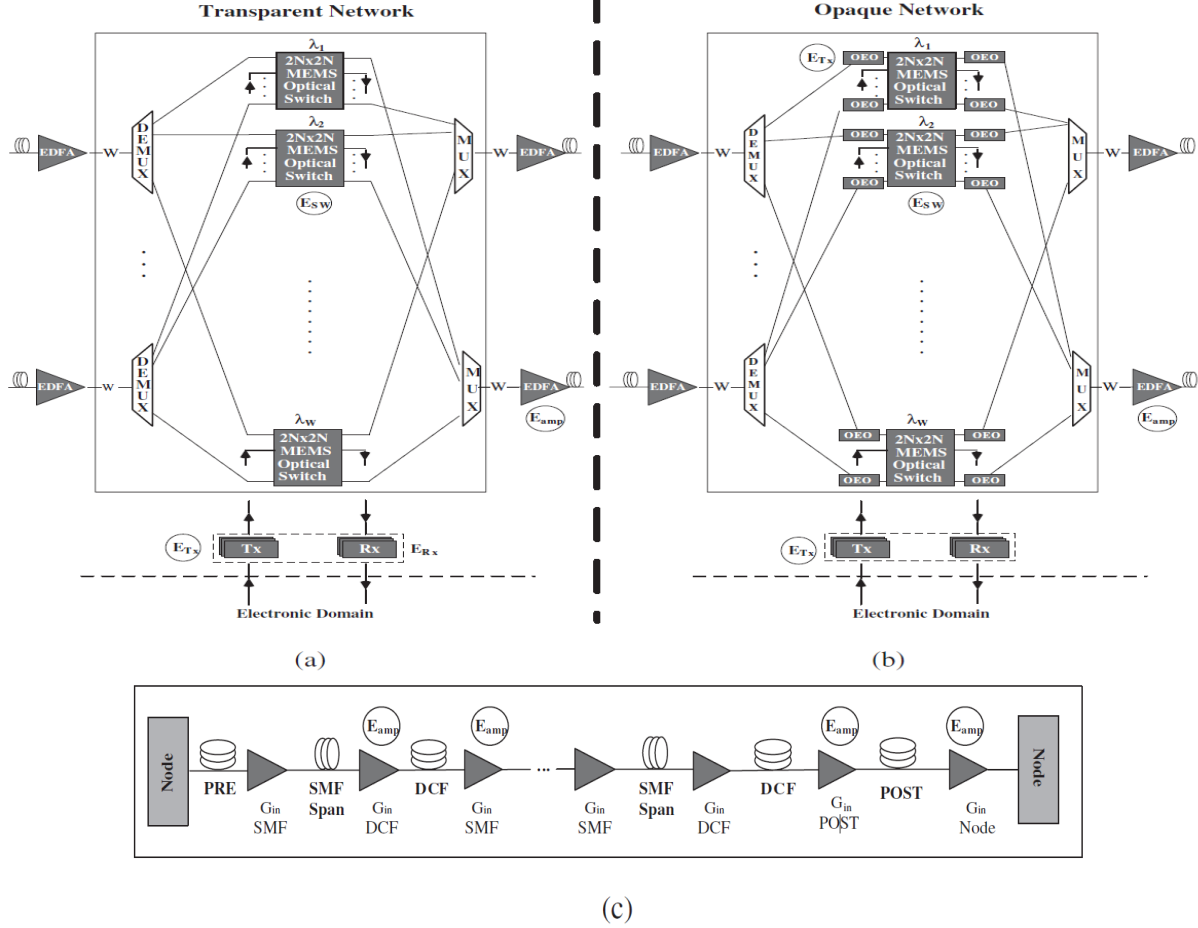 Transparent Network
Opaque Network
λ1
2Nx2N
MEMS
Optical
Switch
λ2
2Nx2N
MEMS
Optical
Switch
ESW
DEMUX
MUX
EDFA
W
W
EDFA
DEMUX
MUX
EDFA
W
W
EDFA
Eamp
λW
2Nx2N
MEMS
Optical
Switch
ETx
Tx
Rx
ERx
Electronic Domain
(a)
ETx
λ1
OEO
2Nx2N
MEMS
Optical
Switch
OEO
OEO
OEO
λ2
OEO
2Nx2N
MEMS
Optical
Switch
OEO
OEO
OEO
ESW
EDFA
W
DEMUX
MUX
W
EDFA
EDFA
W
DEMUX
MUX
W
EDFA
Eamp
λW
OEO
2Nx2N
MEMS
Optical
Switch
OEO
OEO
OEO
ETx
Tx
Rx
Electronic Domain
(b)
Node
PRE
Gin
SMF
SMF
Span
Eamp
Gin
DCF
DCF
Eamp
Gin
SMF
...
Gin
SMF
SMF
Span
Gin
DCF
DCF
Eamp
Gin
POST
POST
Eamp
Gin
Node
Node
(c)